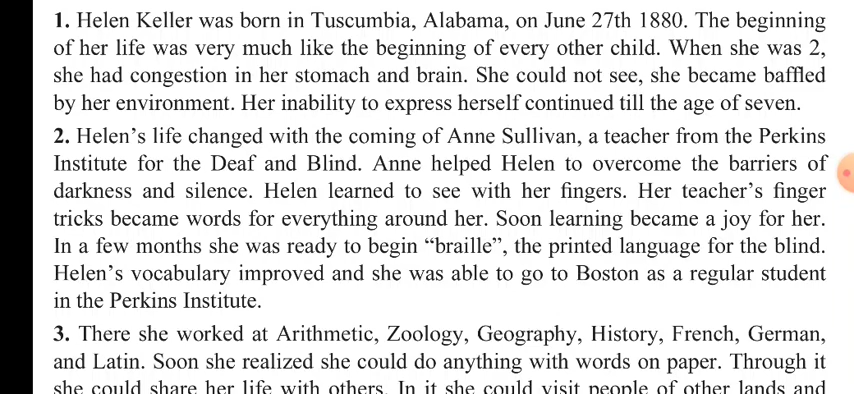 1. Helen Keller was born in Tuscumbia, Alabama, on June 27th 1880. The beginning
of her life was very much like the beginning of every other child. When she was 2,
she had congestion in her stomach and brain. She could not see, she became baffled
by her environment. Her inability to express herself continued till the age of seven.
2. Helen’s life changed with the coming of Anne Sullivan, a teacher from the Perkins
Institute for the Deaf and Blind. Anne helped Helen to overcome the barriers of
darkness and silence. Helen learned to see with her fingers. Her teacher’s finger
tricks became words for everything around her. Soon learning became a joy for her.
In a few months she was ready to begin “braille”, the printed language for the blind.
Helen’s vocabulary improved and she was able to go to Boston as a regular student
in the Perkins Institute.
3. There she worked at Arithmetic, Zoology, Geography, History, French, German,
and Latin. Soon she realized she could do anything with words on paper. Through it
she could share her life with others. In it she could visit people of other lands and